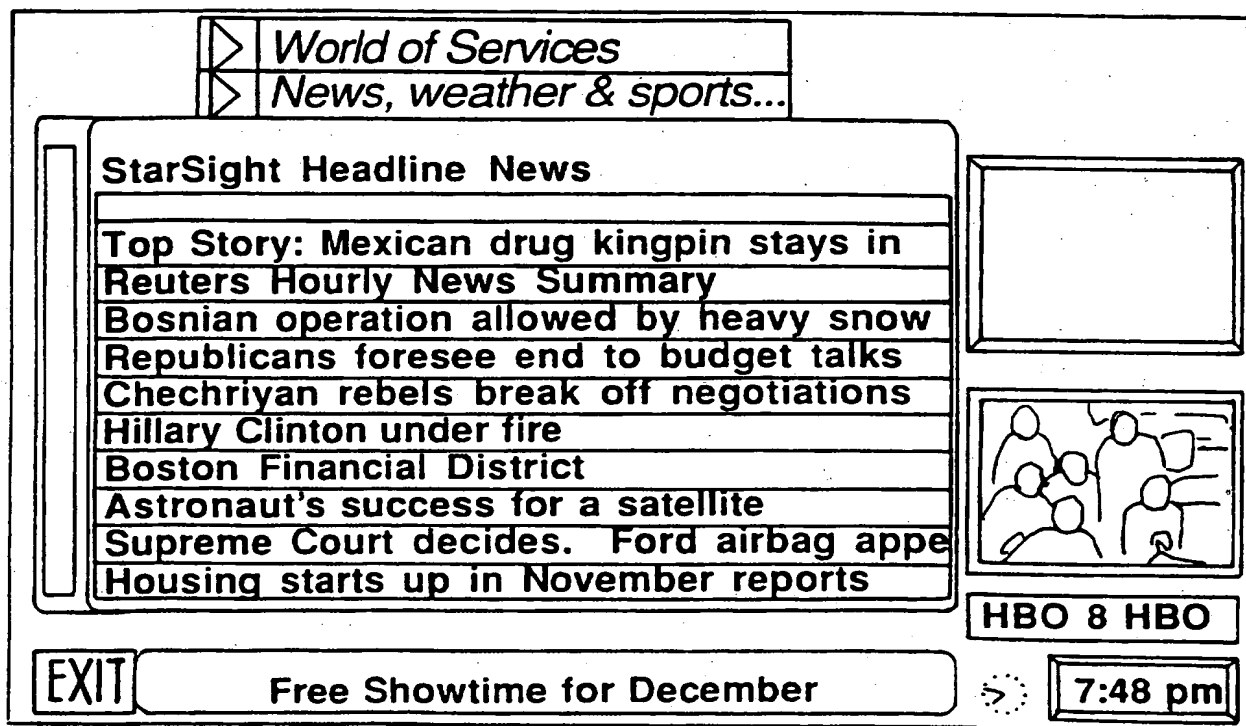 World of Services
News, weather & sports...
StarSight Headline News
Top Story: Mexican drug kingpin stays in
Reuters Hourly News Summary
Bosnian operation allowed by heavy snow
Republicans foresee end to budget talks
Chechriyan rebels break off negotiations
Hillary Clinton under fire
Boston Financial District
Astronaut's success for a satellite
Supreme Court decides. Ford airbag appe
Housing starts up in November reports
HBO 8 HBO
EXIT
Free Showtime for December
7:48 pm